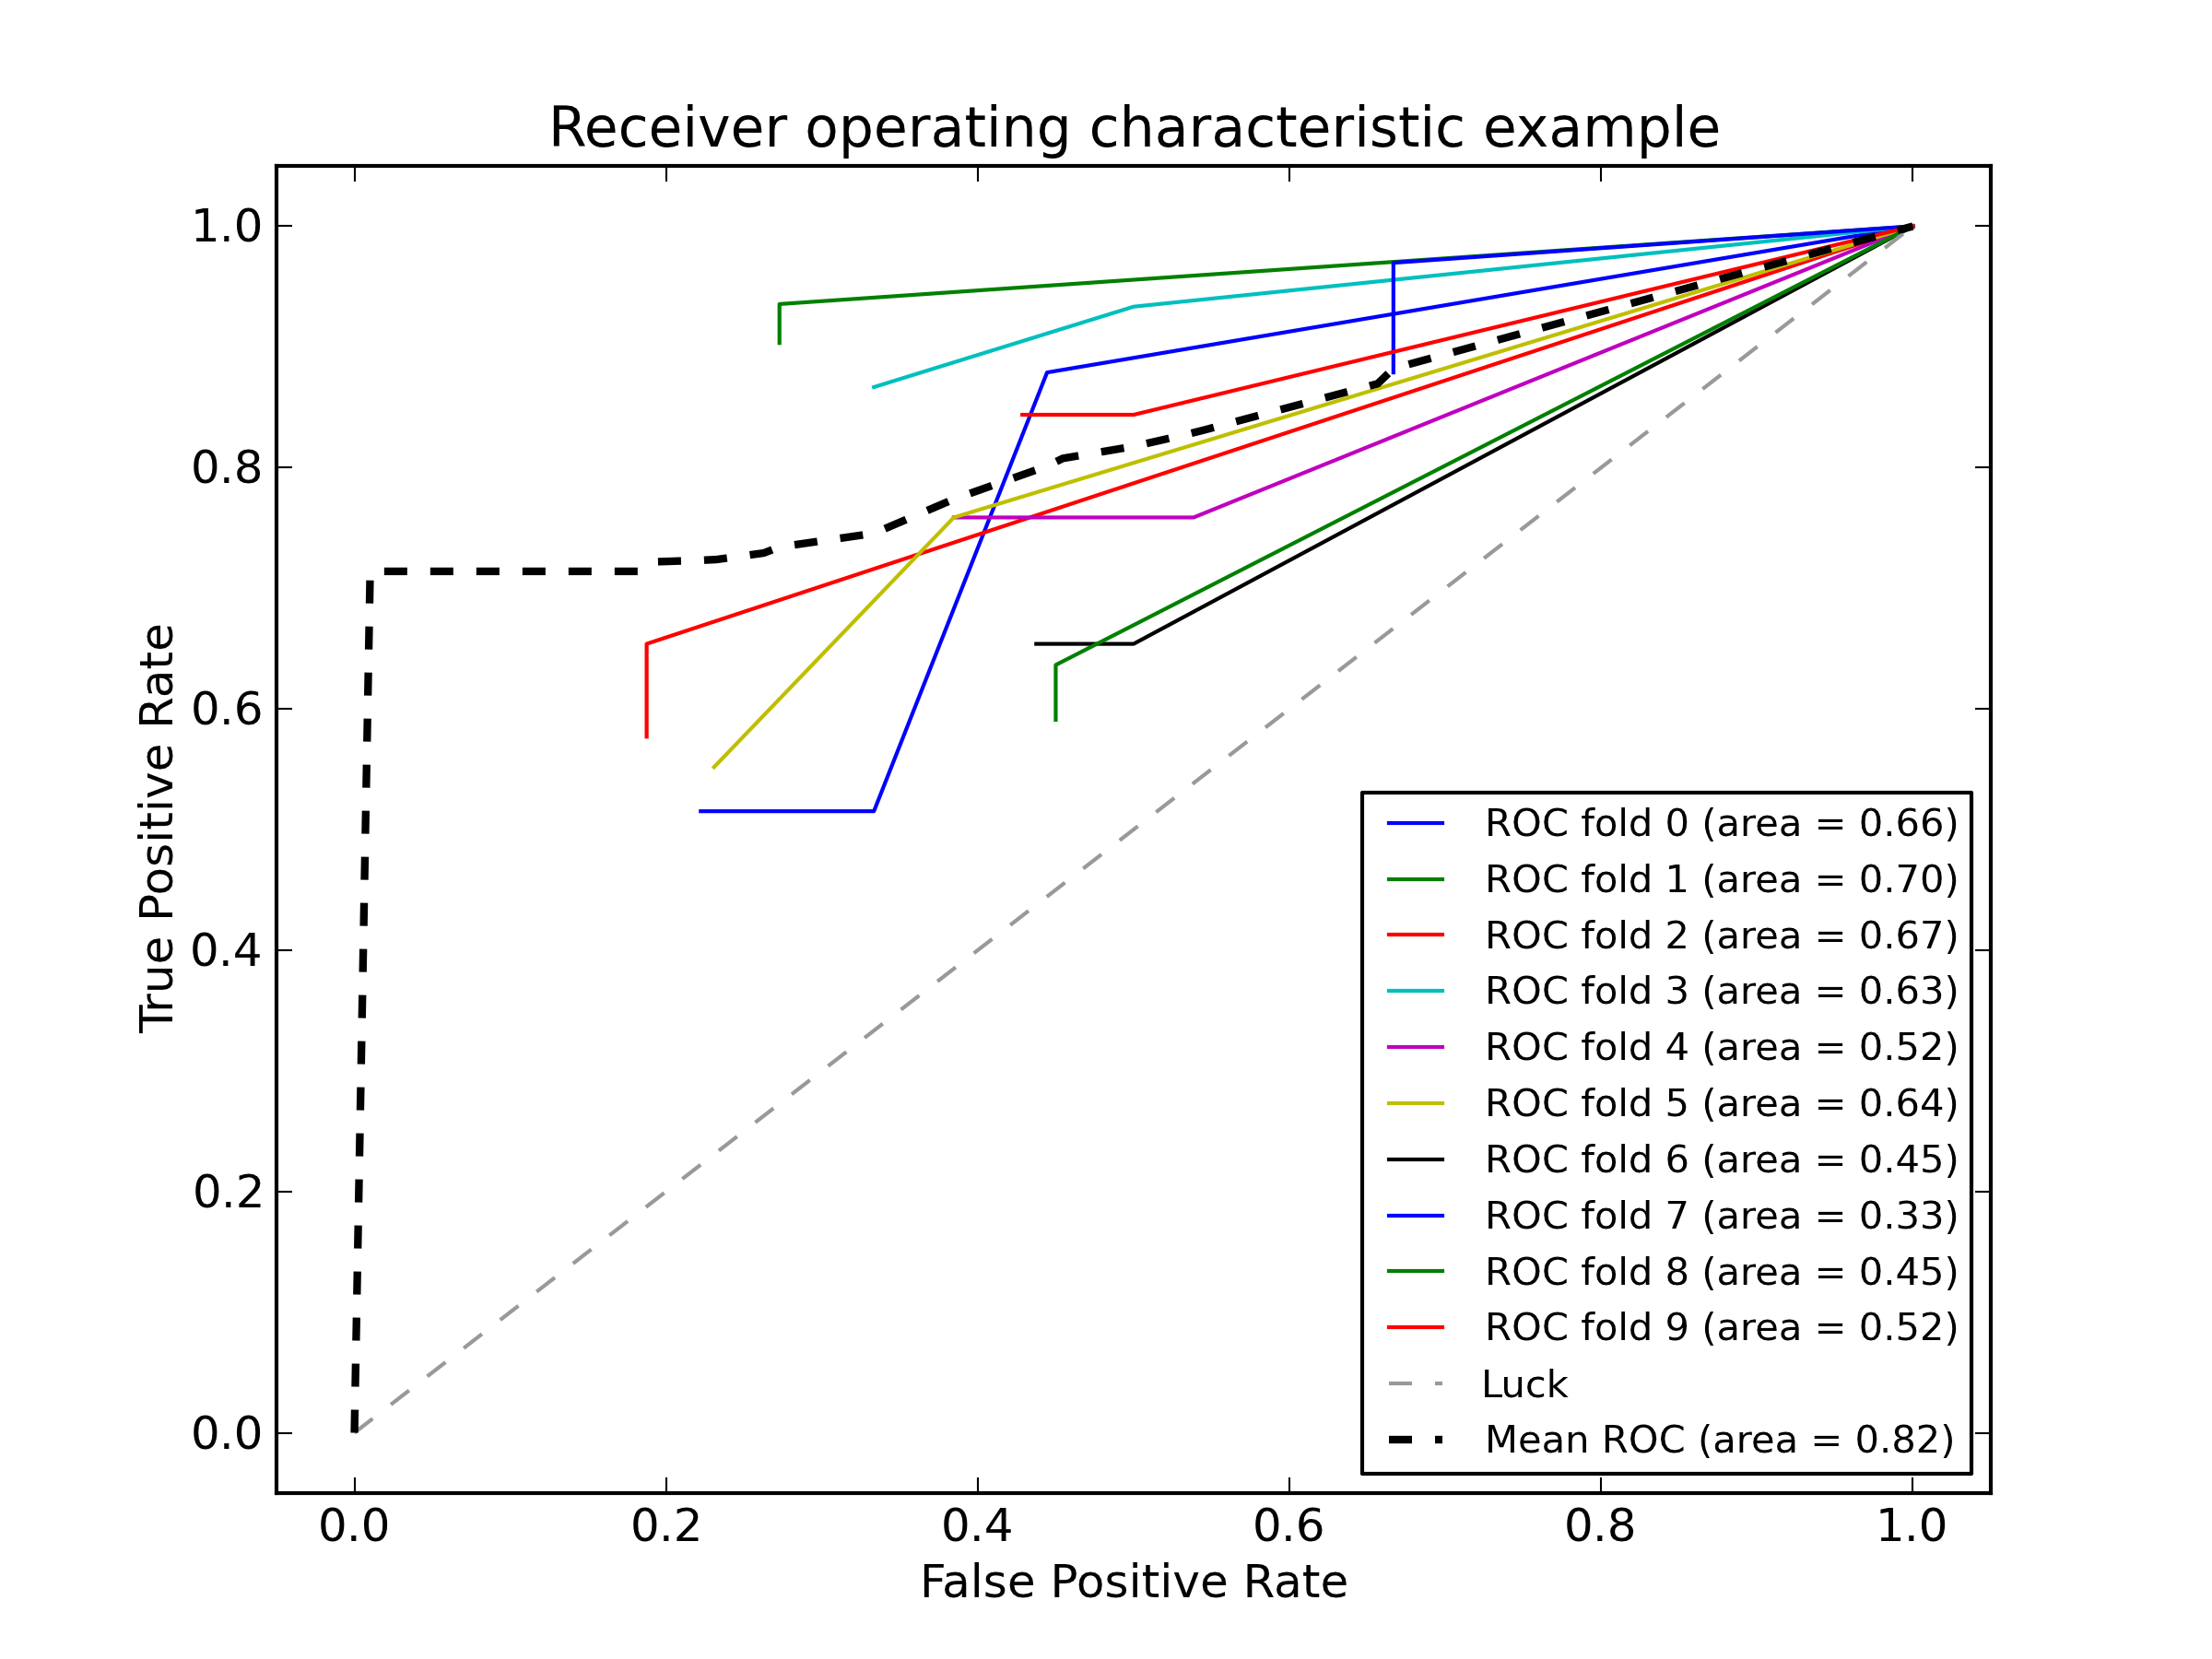 Receiver operating characteristic example
True Positive Rate
1.0
0.8
0.6
0.4
0.2
0.0
ROC fold 0 (area = 0.66)
ROC fold 1 (area = 0.70)
ROC fold 2 (area = 0.67)
ROC fold 3 (area = 0.63)
ROC fold 4 (area = 0.52)
ROC fold 5 (area = 0.64)
ROC fold 6 (area = 0.45)
ROC fold 7 (area = 0.33)
ROC fold 8 (area = 0.45)
ROC fold 9 (area = 0.52)
Luck
Mean ROC (area = 0.82)
0.0 0.2 0.4 0.6 0.8 1.0
False Positive Rate